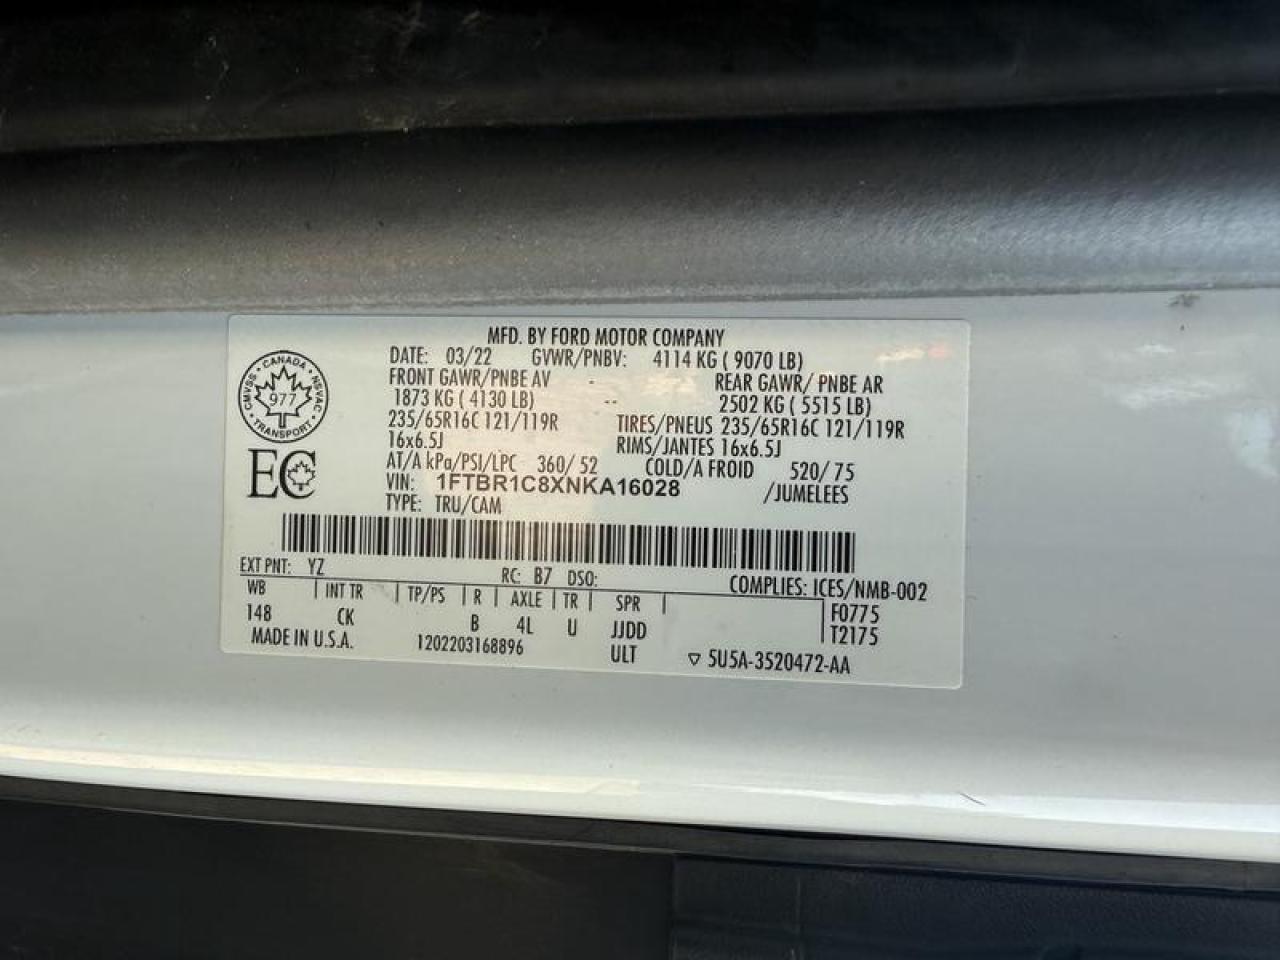 MFD. BY FORD MOTOR COMPANY
DATE: 03/22 GVWR/PNBV: 4114 KG ( 9070 LB)
FRONT GAWR/PNBE AV - REAR GAWR/ PNBE AR
1873 KG ( 4130 LB) -- 2502 KG ( 5515 LB)
235/65R16C 121/119R TIRES/PNEUS 235/65R16C 121/119R
16x6.5J RIMS/JANTES 16x6.5J
AT/A kPa/PSI/LPC 360/ 52 COLD/A FROID 520/ 75
VIN: 1FTBR1C8XNKA16028 /JUMELEES
TYPE: TRU/CAM
CANADA
CMVSS 977 NSVAC
TRANSPORT
EC
EXT PNT: YZ RC: B7 DSO: COMPLIES: ICES/NMB-002
WB | INT TR | TP/PS | R | AXLE | TR | SPR | F0775
148 CK B 4L U JJDD T2175
MADE IN U.S.A. 1202203168896 ULT ▽ 5U5A-3520472-AA